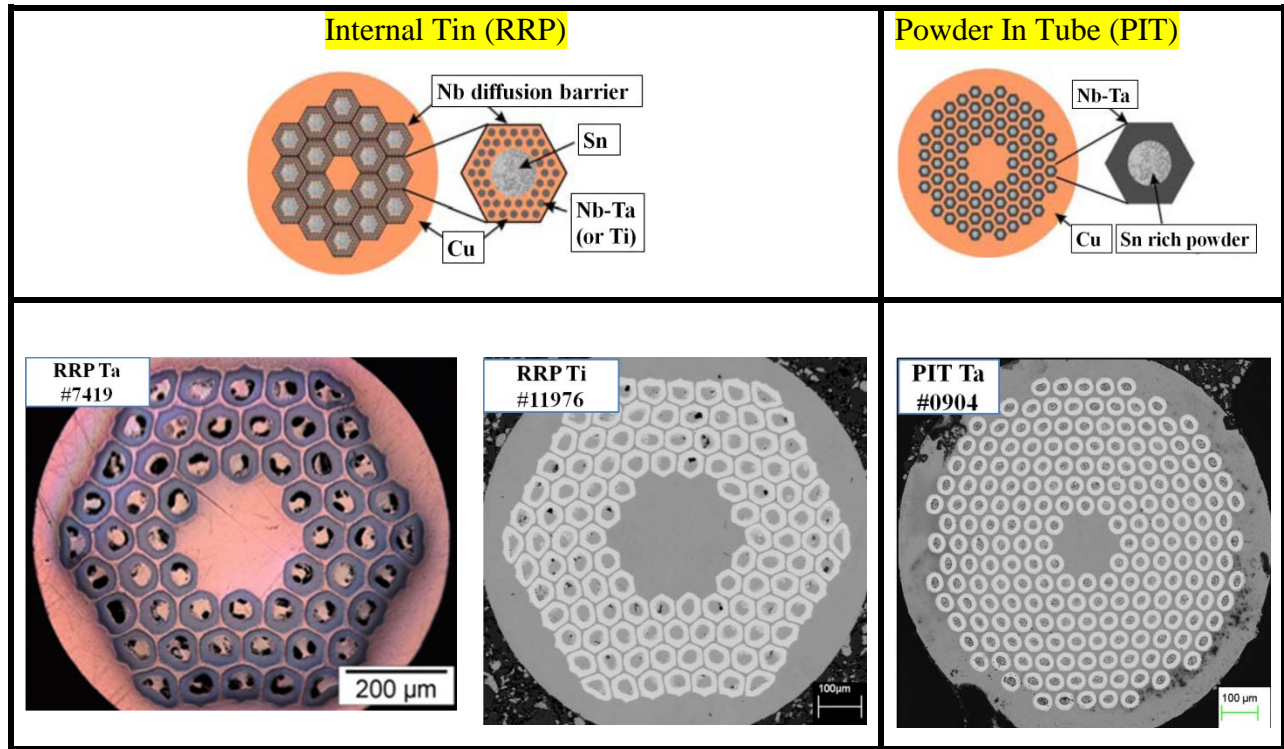 Internal Tin (RRP)
Powder In Tube (PIT)
Nb diffusion barrier
Sn
Nb-Ta
(or Ti)
Cu
Nb-Ta
Cu
Sn rich powder
RRP Ta
#7419
200 µm
RRP Ti
#11976
100µm
PIT Ta
#0904
100 µm